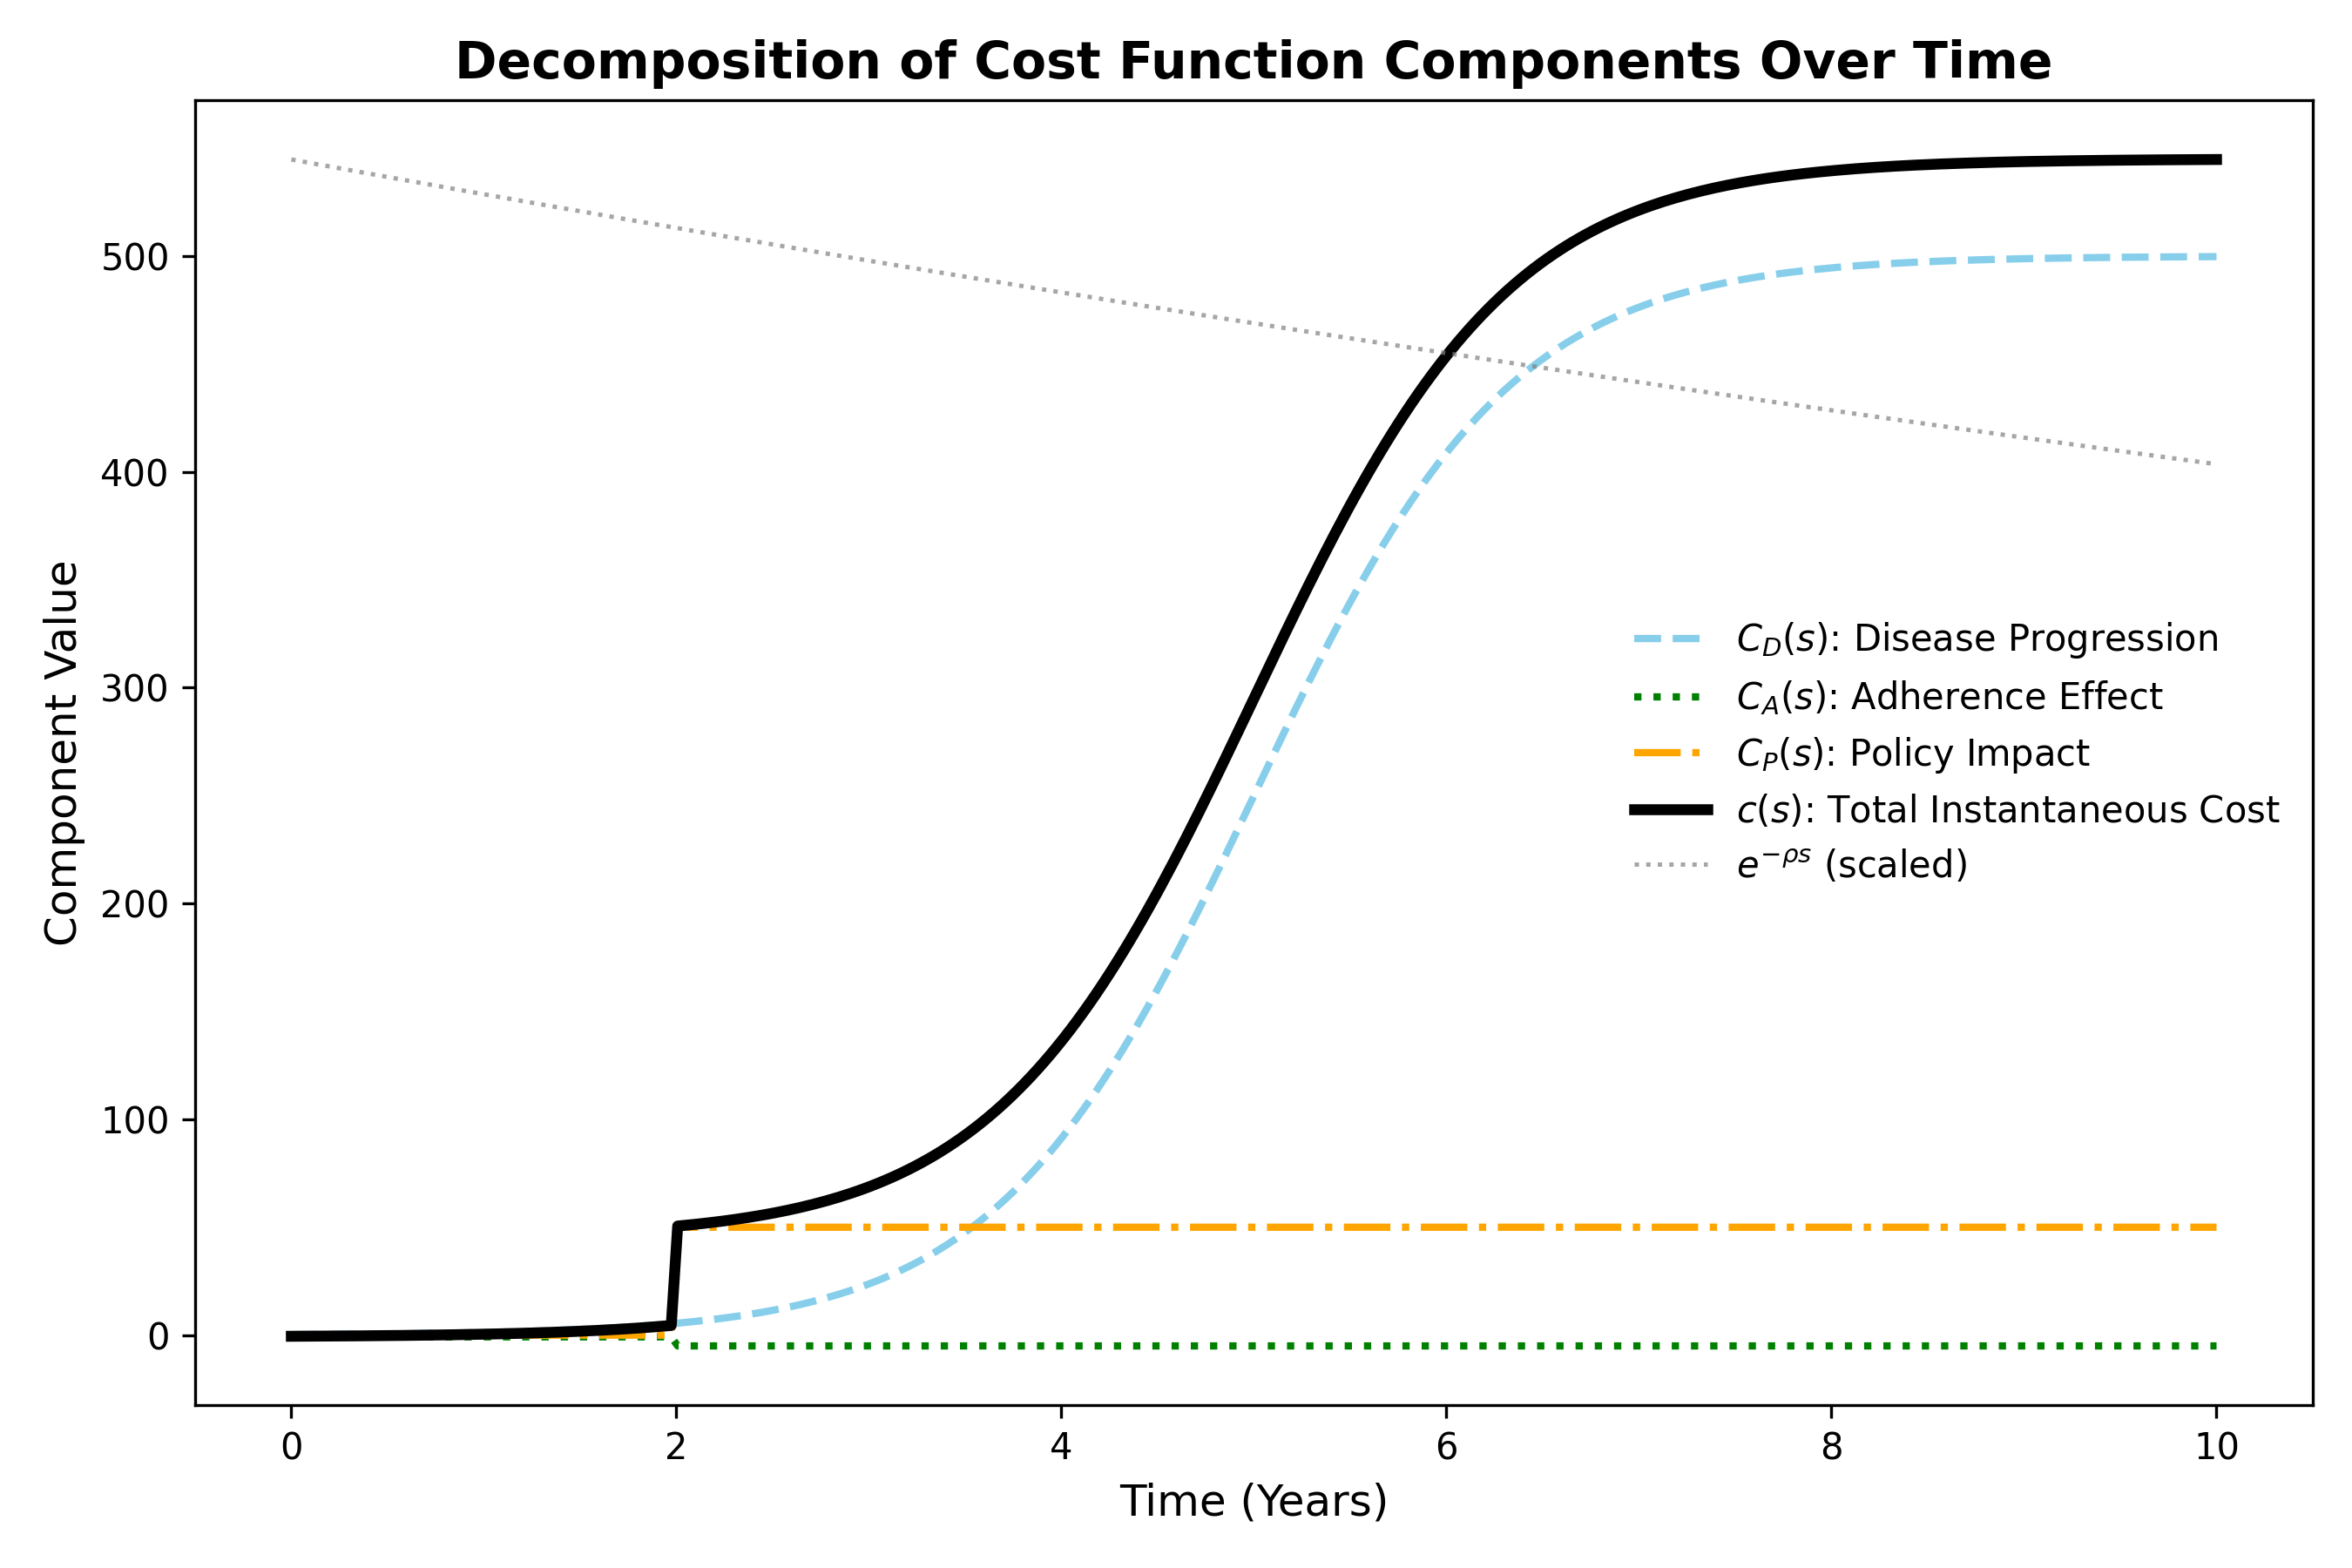 Decomposition of Cost Function Components Over Time
Component Value
500
400
300
200
100
0
C_D(s): Disease Progression
C_A(s): Adherence Effect
C_P(s): Policy Impact
c(s): Total Instantaneous Cost
e^{−ρs} (scaled)
0 2 4 6 8 10
Time (Years)